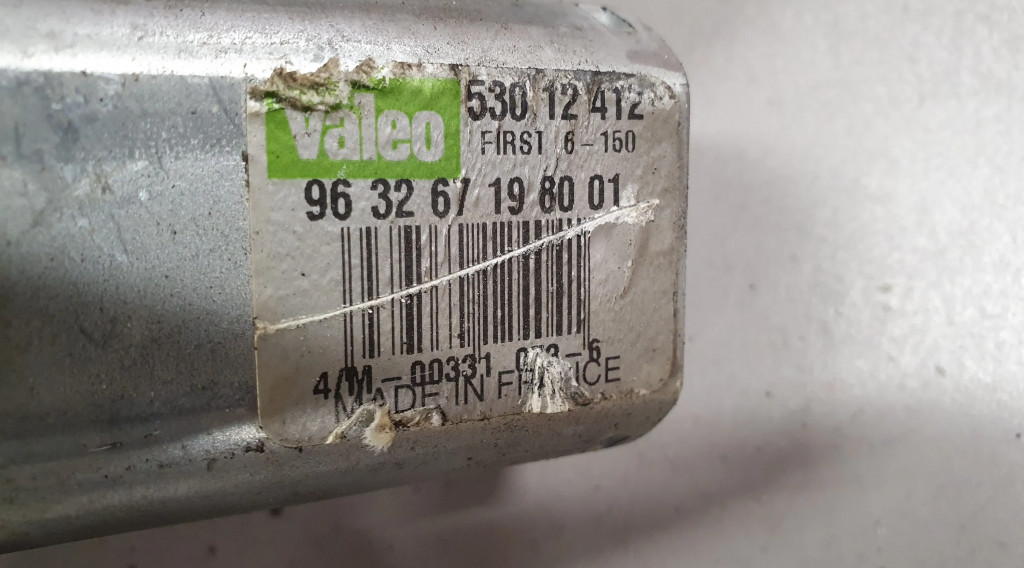 Valeo 530 12 412
FIRST 6-150
96 32 67 19 80 01
4/M-00331
MADE IN FRANCE